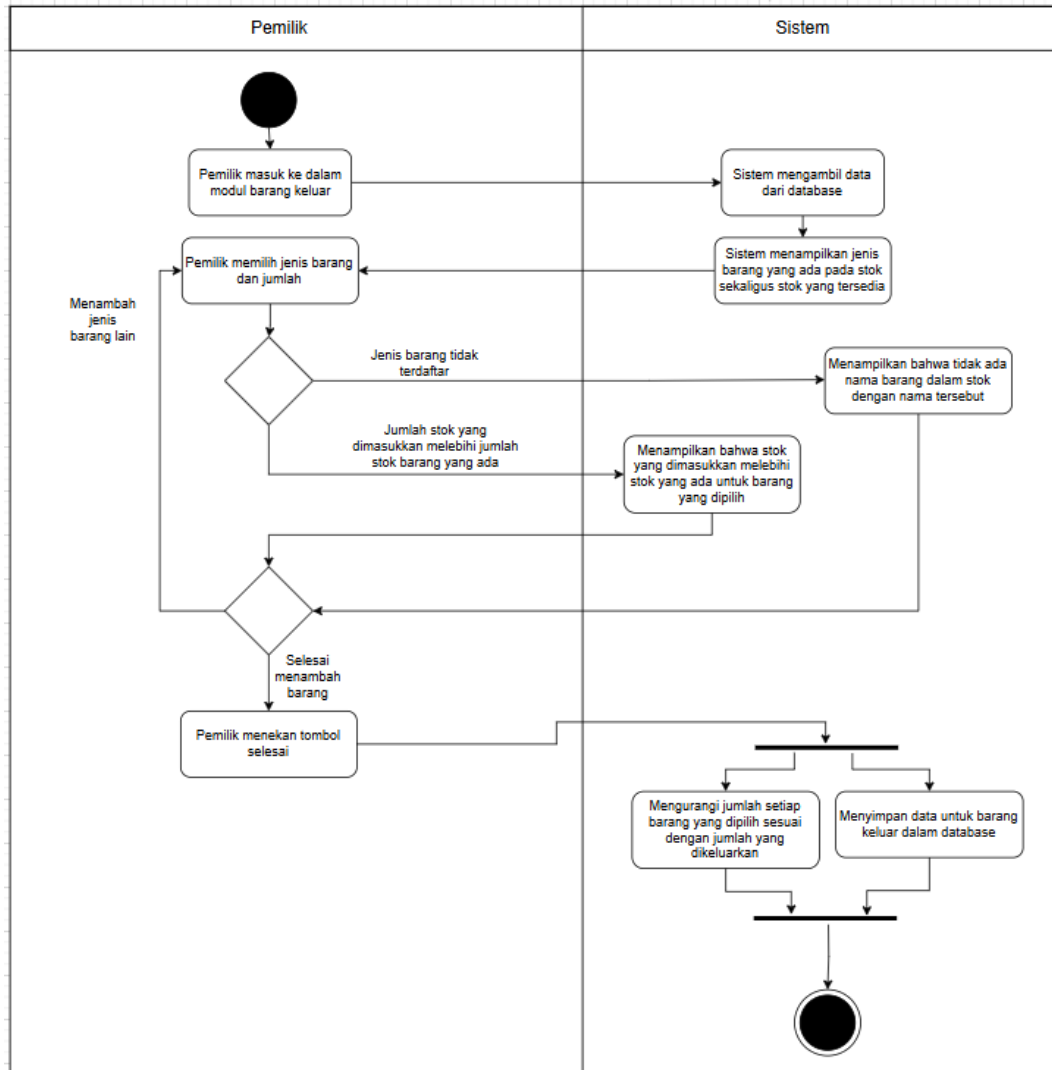 Pemilik
Sistem
Pemilik masuk ke dalam
modul barang keluar
Sistem mengambil data
dari database
Pemilik memilih jenis barang
dan jumlah
Sistem menampilkan jenis
barang yang ada pada stok
sekaligus stok yang tersedia
Menambah
jenis
barang lain
Jenis barang tidak
terdaftar
Menampilkan bahwa tidak ada
nama barang dalam stok
dengan nama tersebut
Jumlah stok yang
dimasukkan melebihi jumlah
stok barang yang ada
Menampilkan bahwa stok
yang dimasukkan melebihi
stok yang ada untuk barang
yang dipilih
Selesai
menambah
barang
Pemilik menekan tombol
selesai
Mengurangi jumlah setiap
barang yang dipilih sesuai
dengan jumlah yang
dikeluarkan
Menyimpan data untuk barang
keluar dalam database